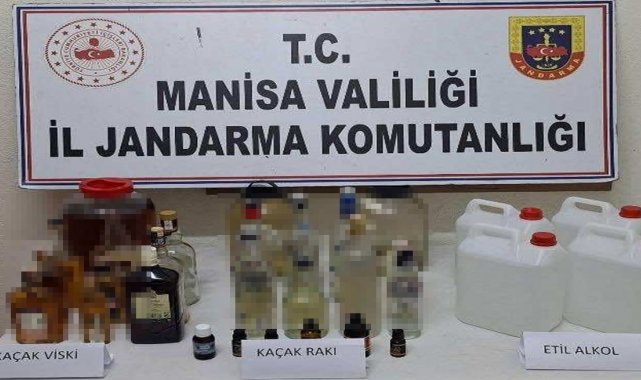 T.C.
MANİSA VALİLİĞİ
İL JANDARMA KOMUTANLIĞI
JANDARMA
KAÇAK VİSKİ
KAÇAK RAKI
ETİL ALKOL